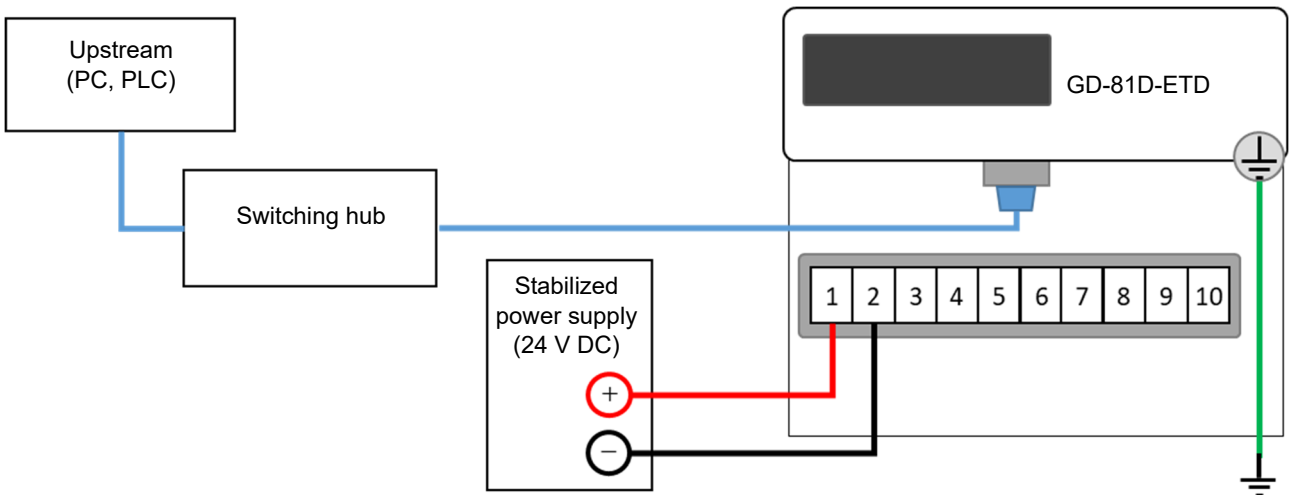 Upstream
(PC, PLC)
GD-81D-ETD
Switching hub
Stabilized
power supply
(24 V DC)
+
−
1 2 3 4 5 6 7 8 9 10